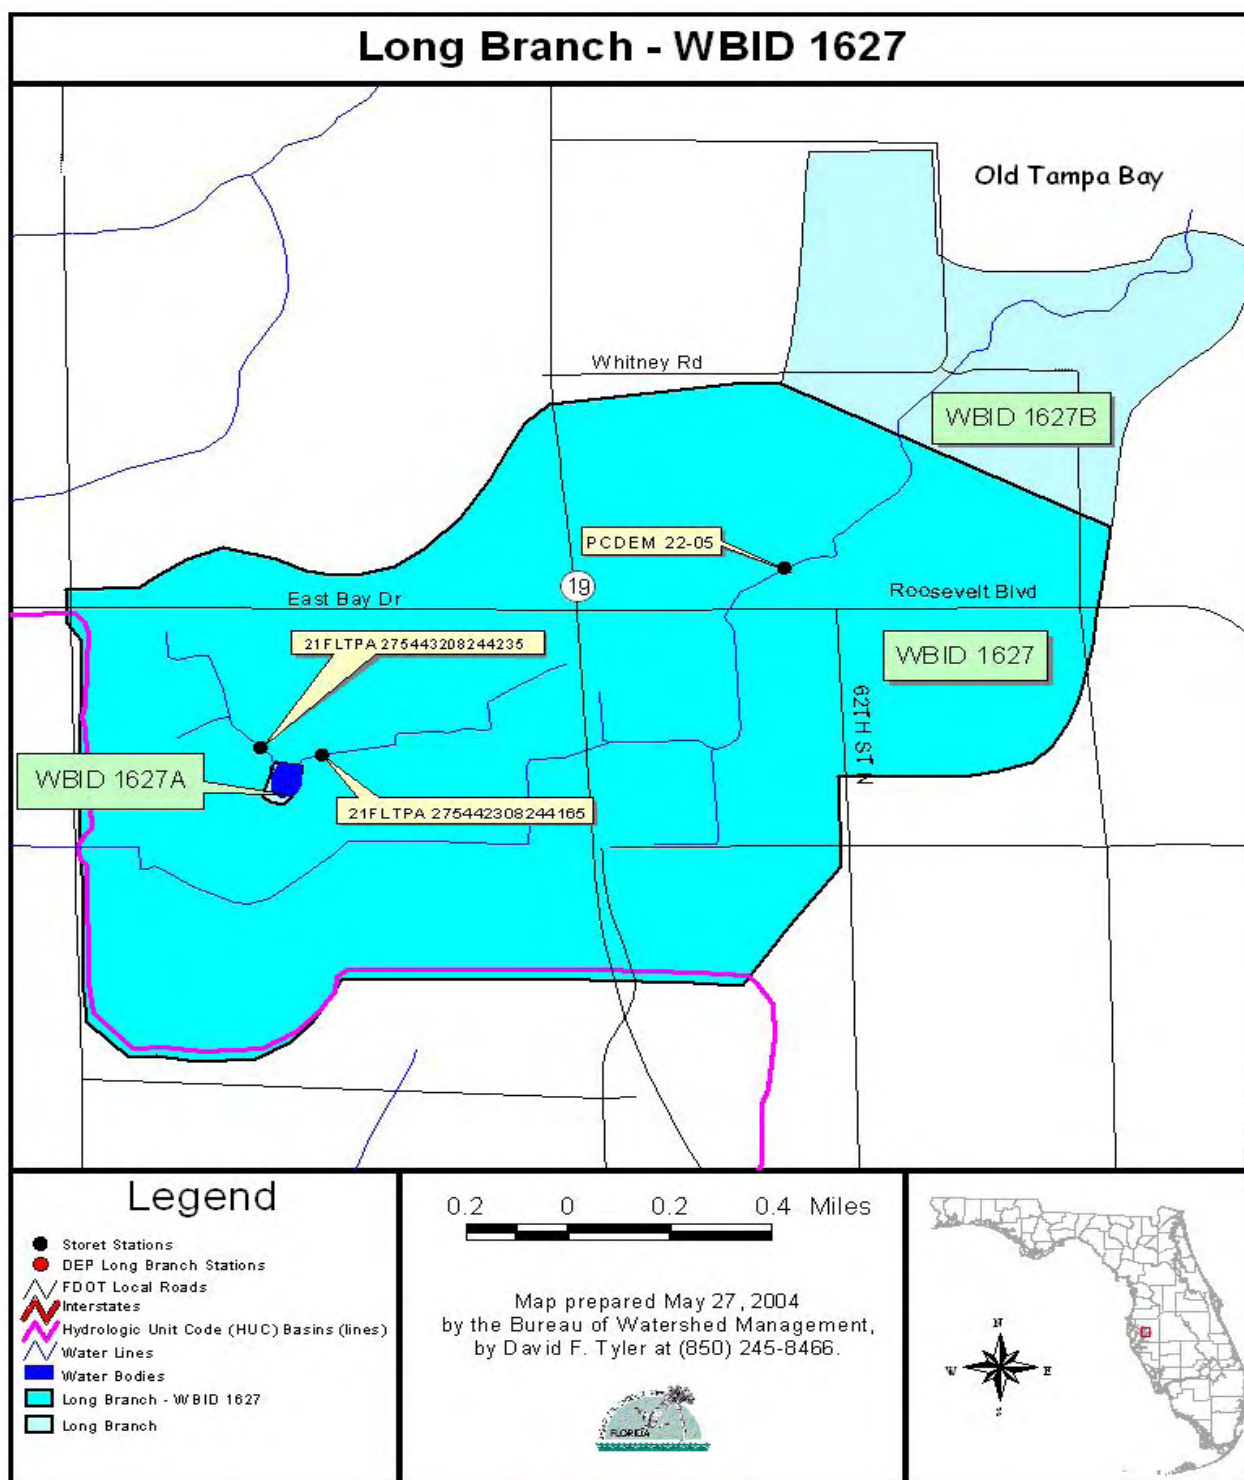 Long Branch - WBID 1627
Old Tampa Bay
Whitney Rd
WBID 1627B
PCDEM 22-05
19
East Bay Dr
Roosevelt Blvd
21FLTPA 275443208244235
WBID 1627
62TH ST N
WBID 1627A
21FLTPA 275442308244165
Legend
Storet Stations
DEP Long Branch Stations
FDOT Local Roads
Interstates
Hydrologic Unit Code (HUC) Basins (lines)
Water Lines
Water Bodies
Long Branch - WBID 1627
Long Branch
0.2 0 0.2 0.4 Miles
Map prepared May 27, 2004
by the Bureau of Watershed Management,
by David F. Tyler at (850) 245-8466.
FLORIDA
N
W E
S